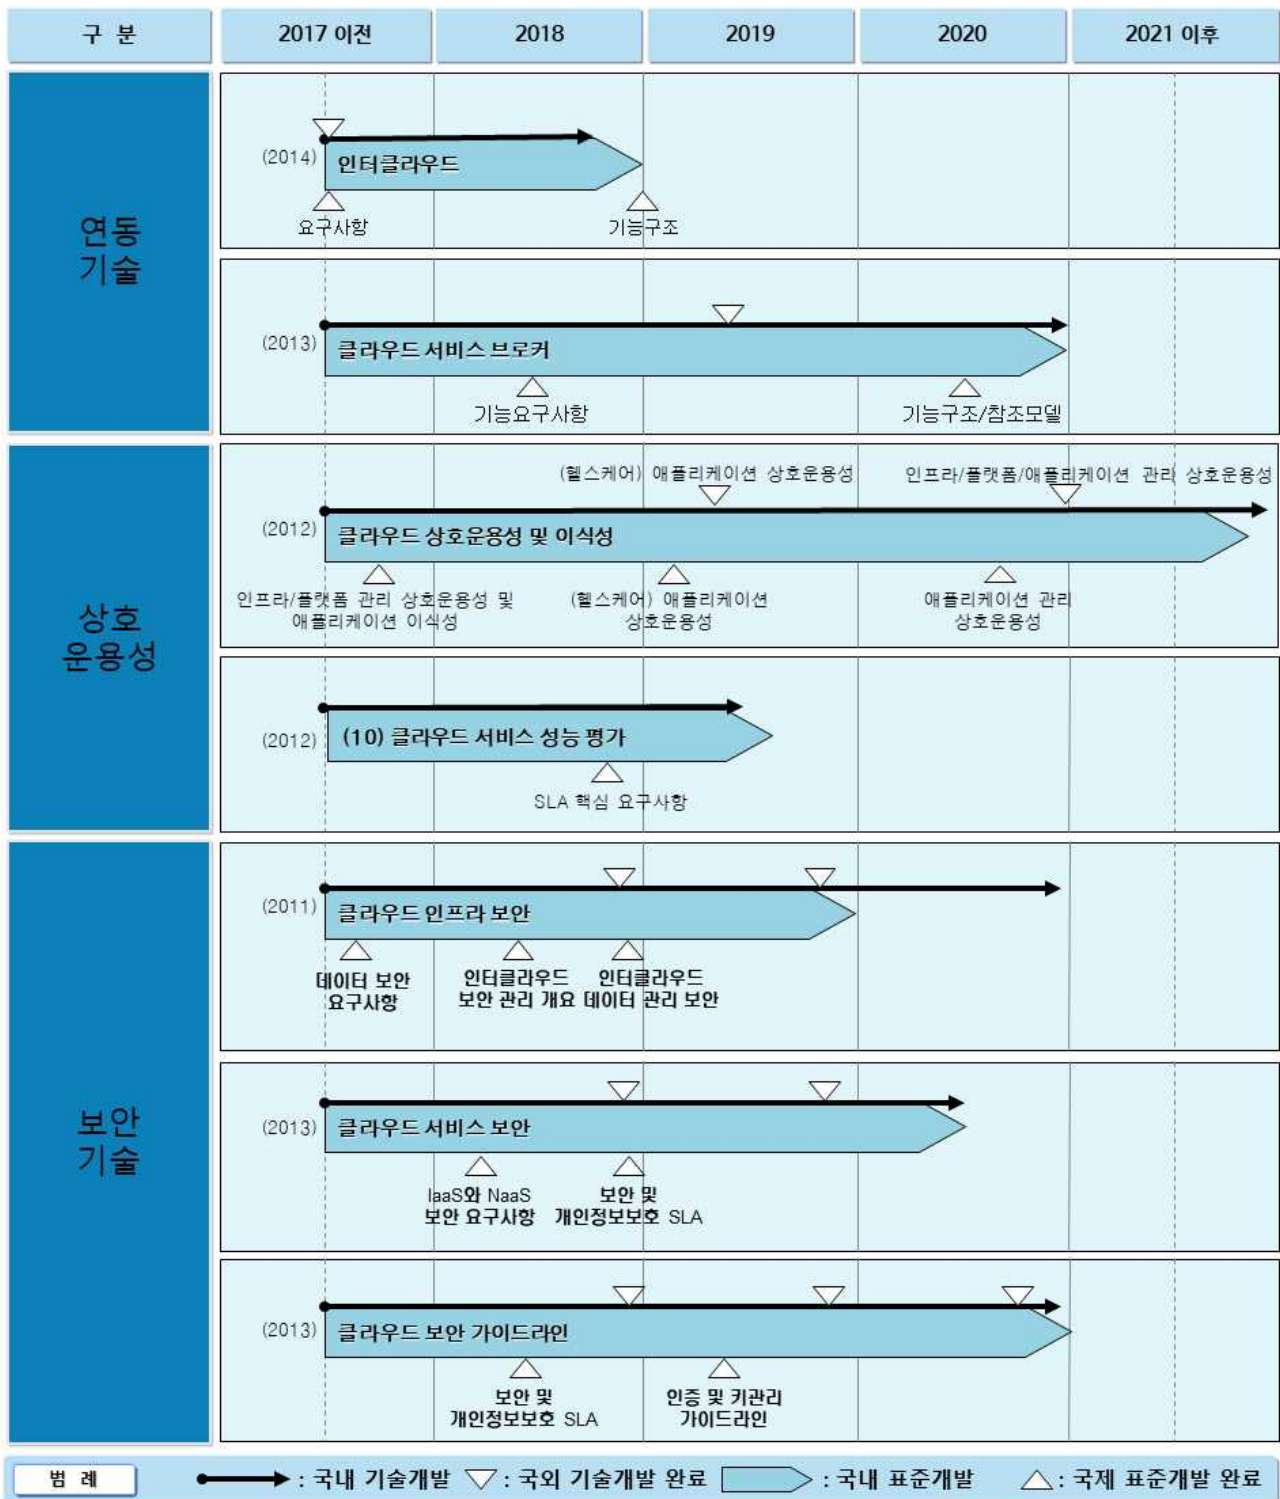 구 분
2017 이전
2018
2019
2020
2021 이후
연동
기술
(2014)
인터클라우드
요구사항
기능구조
(2013)
클라우드 서비스 브로커
기능요구사항
기능구조/참조모델
상호
운용성
(헬스케어) 애플리케이션 상호운용성
인프라/플랫폼/애플리케이션 관리 상호운용성
(2012)
클라우드 상호운용성 및 이식성
인프라/플랫폼 관리 상호운용성 및
애플리케이션 이식성
(헬스케어) 애플리케이션
상호운용성
애플리케이션 관리
상호운용성
(2012)
(10) 클라우드 서비스 성능 평가
SLA 핵심 요구사항
보안
기술
(2011)
클라우드 인프라 보안
데이터 보안
요구사항
인터클라우드
보안 관리 개요
인터클라우드
데이터 관리 보안
(2013)
클라우드 서비스 보안
IaaS와 NaaS
보안 요구사항
보안 및
개인정보보호 SLA
(2013)
클라우드 보안 가이드라인
보안 및
개인정보보호 SLA
인증 및 키관리
가이드라인
범 례
: 국내 기술개발
: 국외 기술개발 완료
: 국내 표준개발
: 국제 표준개발 완료